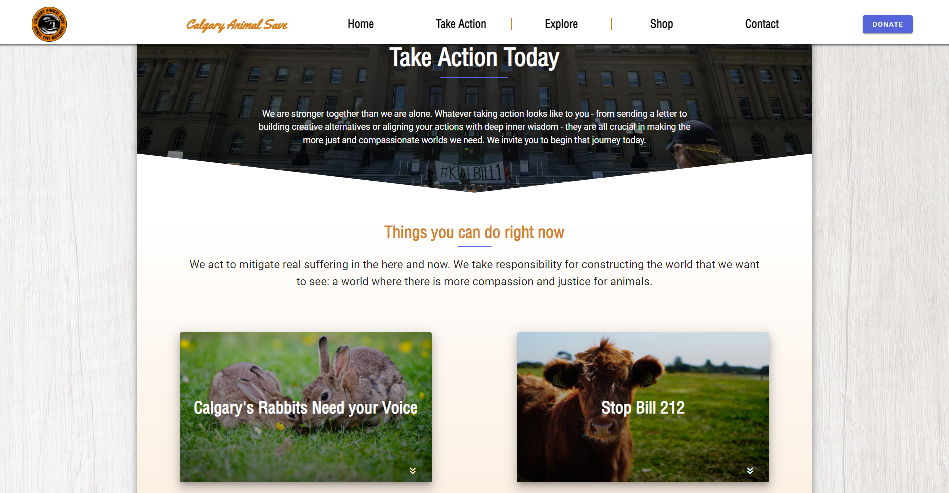 Calgary Animal Save
Home
Take Action
Explore
Shop
Contact
DONATE
Take Action Today
We are stronger together than we are alone. Whatever taking action looks like to you - from sending a letter to
building creative alternatives or aligning your actions with deep inner wisdom - they are all crucial in making the
more just and compassionate worlds we need. We invite you to begin that journey today.
#KILLBILL1
Things you can do right now
We act to mitigate real suffering in the here and now. We take responsibility for constructing the world that we want
to see: a world where there is more compassion and justice for animals.
Calgary's Rabbits Need your Voice
Stop Bill 212